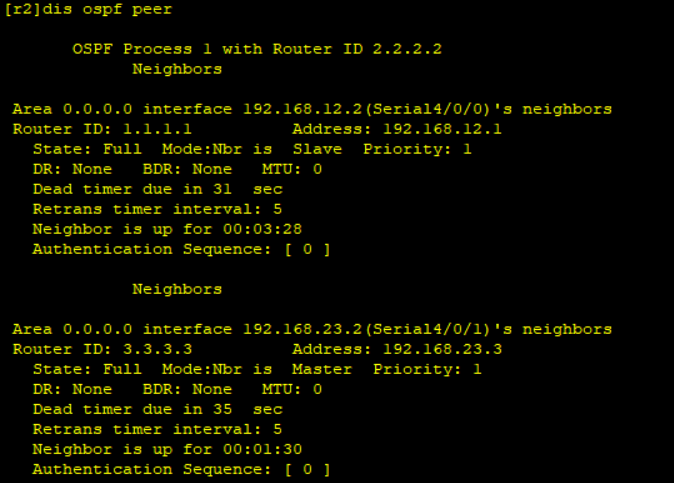 [r2]dis ospf peer
OSPF Process 1 with Router ID 2.2.2.2
Neighbors
Area 0.0.0.0 interface 192.168.12.2(Serial4/0/0)'s neighbors
Router ID: 1.1.1.1 Address: 192.168.12.1
State: Full Mode:Nbr is Slave Priority: 1
DR: None BDR: None MTU: 0
Dead timer due in 31 sec
Retrans timer interval: 5
Neighbor is up for 00:03:28
Authentication Sequence: [ 0 ]
Neighbors
Area 0.0.0.0 interface 192.168.23.2(Serial4/0/1)'s neighbors
Router ID: 3.3.3.3 Address: 192.168.23.3
State: Full Mode:Nbr is Master Priority: 1
DR: None BDR: None MTU: 0
Dead timer due in 35 sec
Retrans timer interval: 5
Neighbor is up for 00:01:30
Authentication Sequence: [ 0 ]